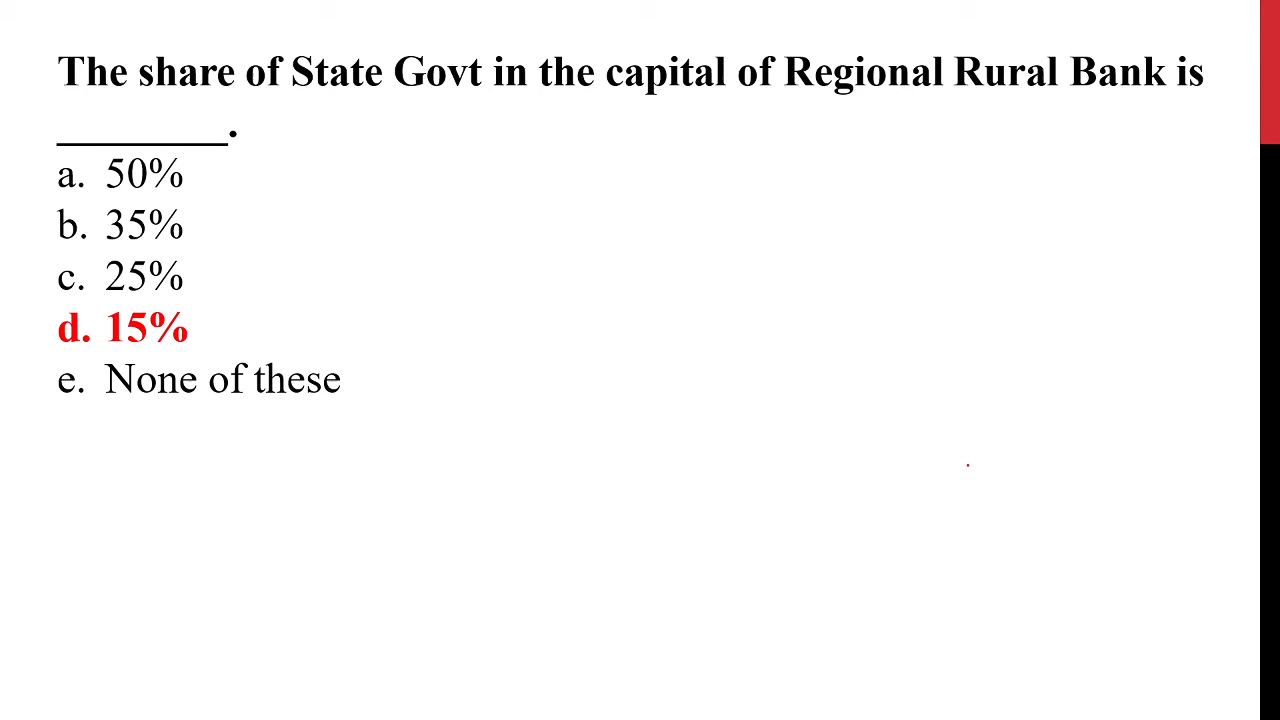 The share of State Govt in the capital of Regional Rural Bank is
________.
a. 50%
b. 35%
c. 25%
d. 15%
e. None of these